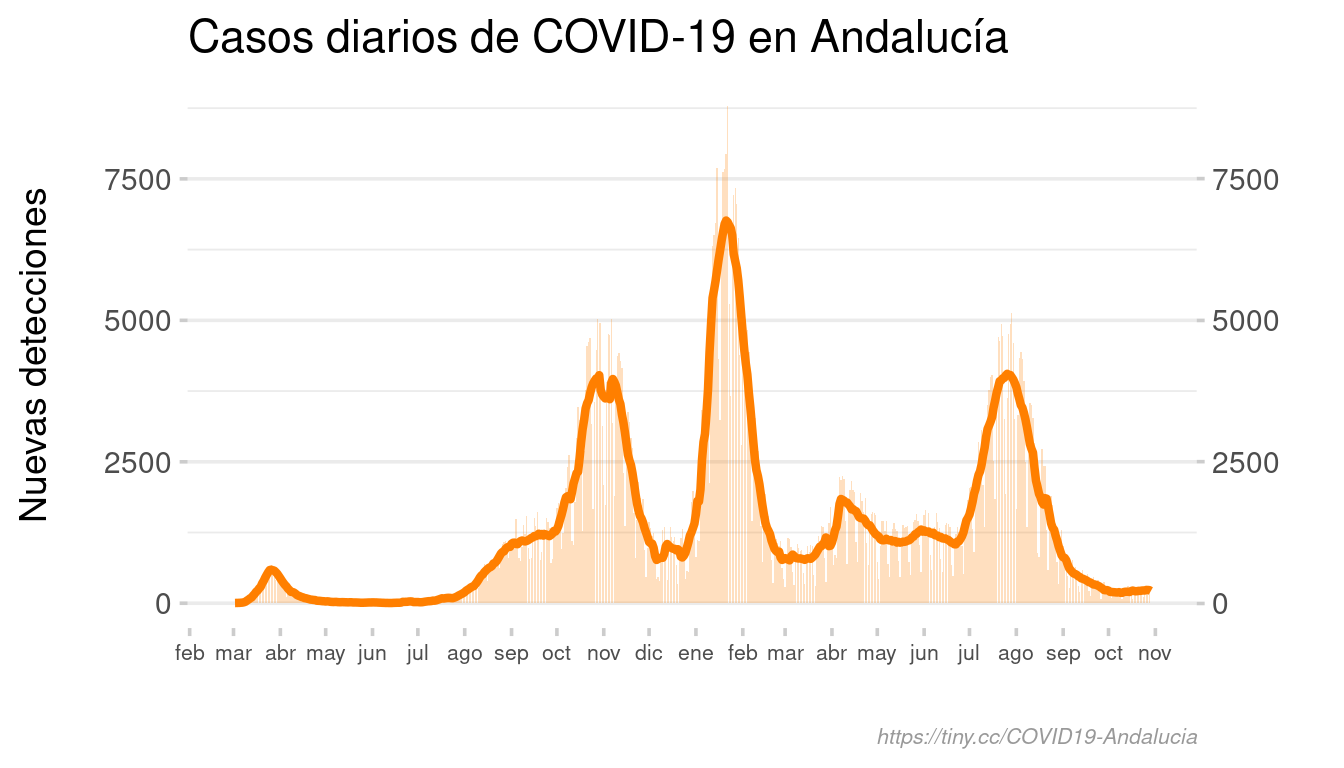 Casos diarios de COVID-19 en Andalucía
Nuevas detecciones
7500 7500
5000 5000
2500 2500
0 0
feb mar abr may jun jul ago sep oct nov dic ene feb mar abr may jun jul ago sep oct nov
https://tiny.cc/COVID19-Andalucia